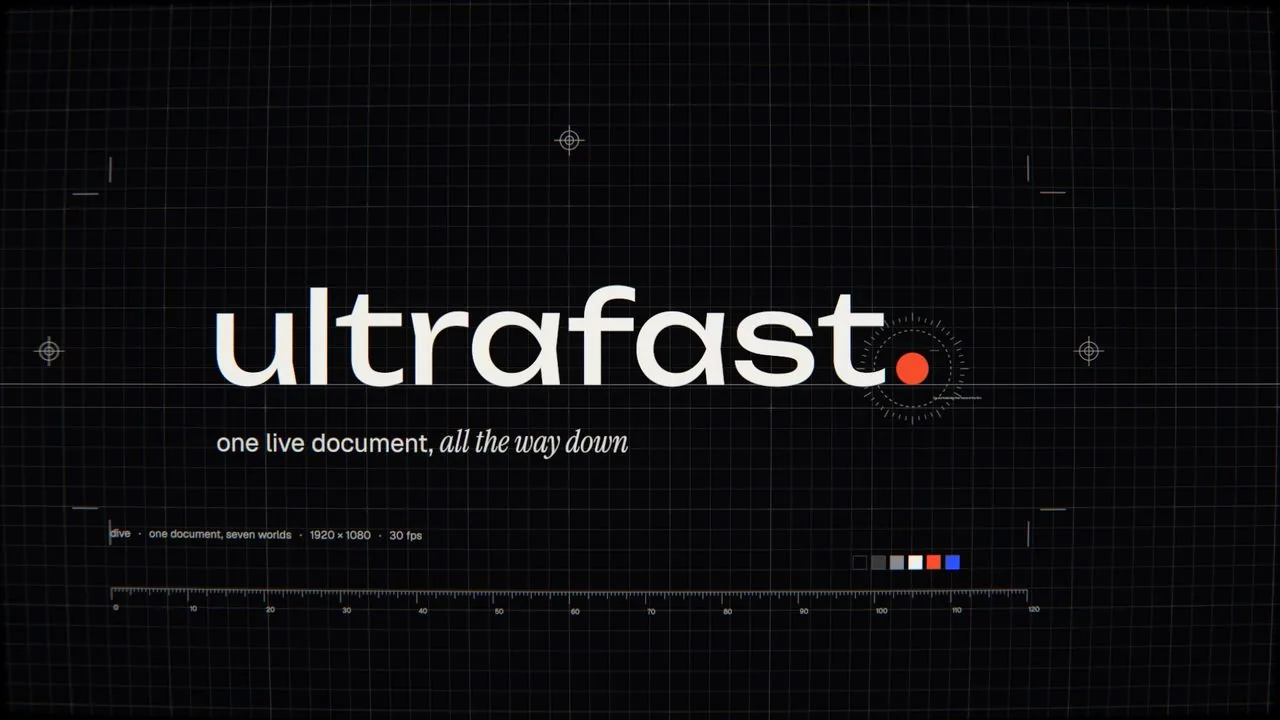 ultrafast.
one live document, all the way down
dive · one document, seven worlds · 1920 × 1080 · 30 fps
0 10 20 30 40 50 60 70 80 90 100 110 120